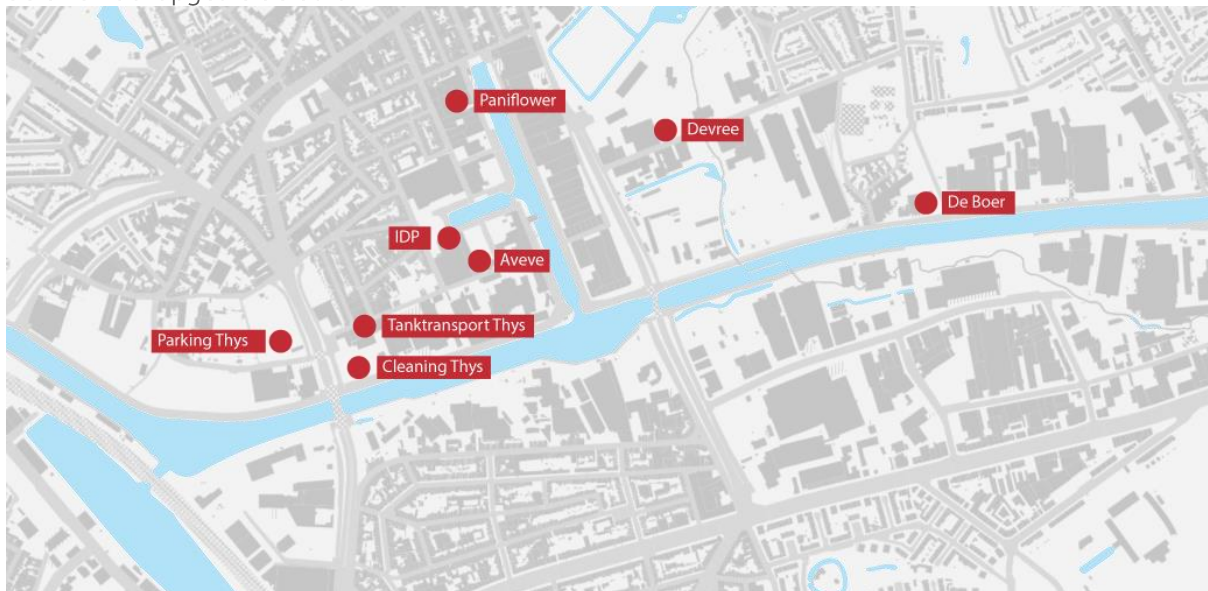 Paniflower
Devree
De Boer
IDP
Aveve
Tanktransport Thys
Parking Thys
Cleaning Thys